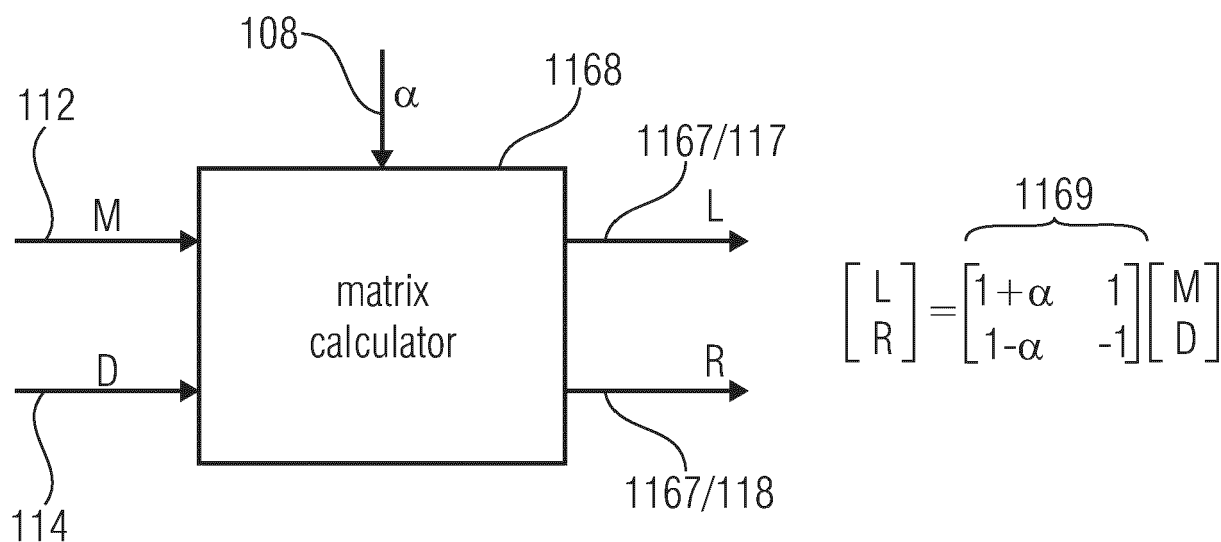 108
α
1168
112
1167/117
M
L
1169
matrix
calculator
[L] = [1+α 1] [M]
[R] [1-α -1] [D]
D
R
114
1167/118